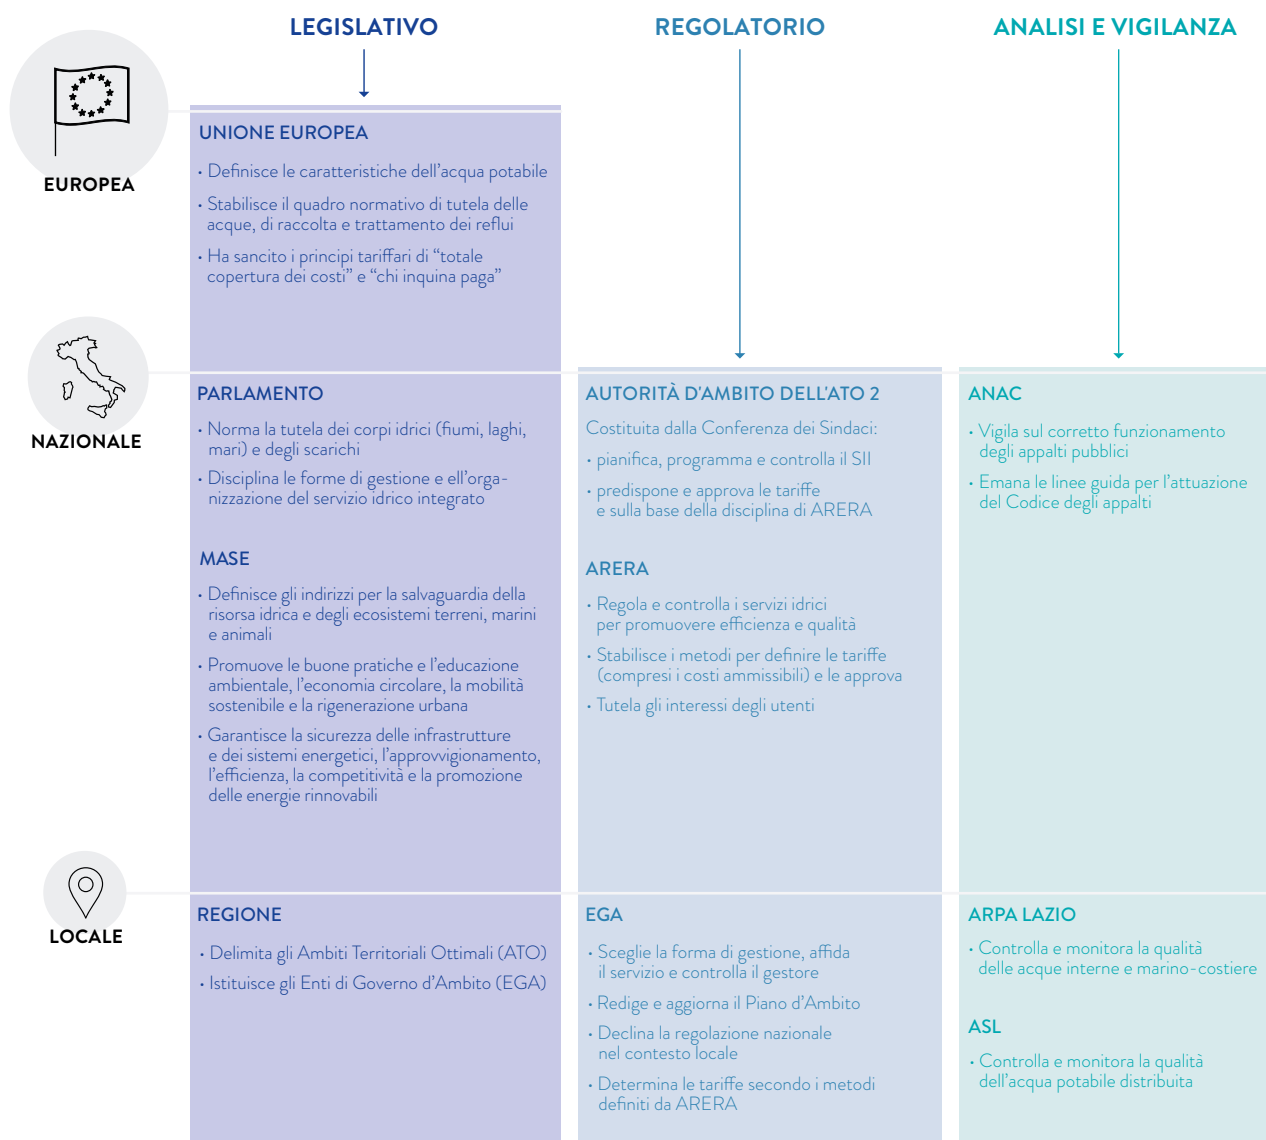 LEGISLATIVO
REGOLATORIO
ANALISI E VIGILANZA
EUROPEA
UNIONE EUROPEA
• Definisce le caratteristiche dell'acqua potabile
• Stabilisce il quadro normativo di tutela delle
acque, di raccolta e trattamento dei reflui
• Ha sancito i principi tariffari di “totale
copertura dei costi” e “chi inquina paga”
NAZIONALE
PARLAMENTO
• Norma la tutela dei corpi idrici (fiumi, laghi,
mari) e degli scarichi
• Disciplina le forme di gestione e ell'orga-
nizzazione del servizio idrico integrato
MASE
• Definisce gli indirizzi per la salvaguardia della
risorsa idrica e degli ecosistemi terreni, marini
e animali
• Promuove le buone pratiche e l'educazione
ambientale, l'economia circolare, la mobilità
sostenibile e la rigenerazione urbana
• Garantisce la sicurezza delle infrastrutture
e dei sistemi energetici, l'approvvigionamento,
l'efficienza, la competitività e la promozione
delle energie rinnovabili
AUTORITÀ D'AMBITO DELL'ATO 2
Costituita dalla Conferenza dei Sindaci:
• pianifica, programma e controlla il SII
• predispone e approva le tariffe
e sulla base della disciplina di ARERA
ARERA
• Regola e controlla i servizi idrici
per promuovere efficienza e qualità
• Stabilisce i metodi per definire le tariffe
(compresi i costi ammissibili) e le approva
• Tutela gli interessi degli utenti
ANAC
• Vigila sul corretto funzionamento
degli appalti pubblici
• Emana le linee guida per l'attuazione
del Codice degli appalti
LOCALE
REGIONE
• Delimita gli Ambiti Territoriali Ottimali (ATO)
• Istituisce gli Enti di Governo d'Ambito (EGA)
EGA
• Sceglie la forma di gestione, affida
il servizio e controlla il gestore
• Redige e aggiorna il Piano d'Ambito
• Declina la regolazione nazionale
nel contesto locale
• Determina le tariffe secondo i metodi
definiti da ARERA
ARPA LAZIO
• Controlla e monitora la qualità
delle acque interne e marino-costiere
ASL
• Controlla e monitora la qualità
dell'acqua potabile distribuita